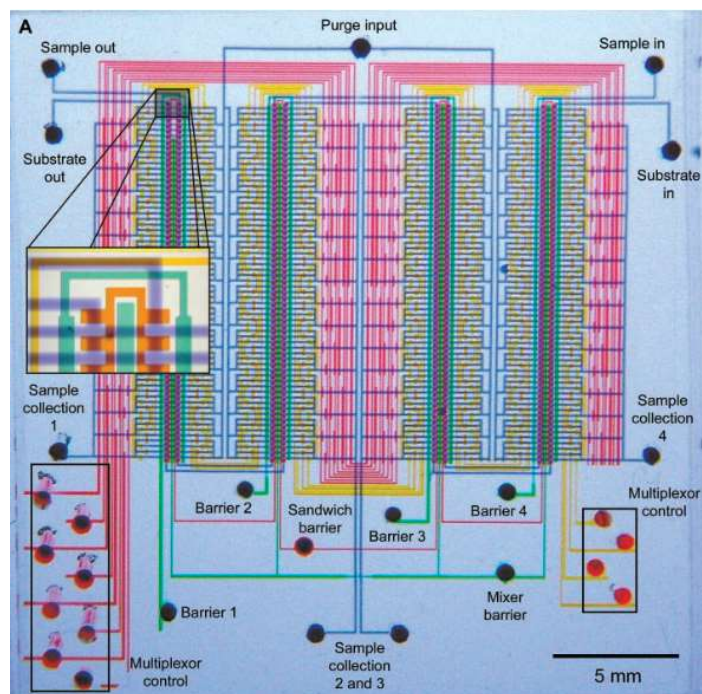 A
Purge input
Sample out
Sample in
Substrate
out
Substrate
in
Sample
collection
1
Sample
collection
4
Barrier 2
Sandwich
barrier
Barrier 3
Barrier 4
Multiplexor
control
Barrier 1
Mixer
barrier
Multiplexor
control
Sample
collection
2 and 3
5 mm